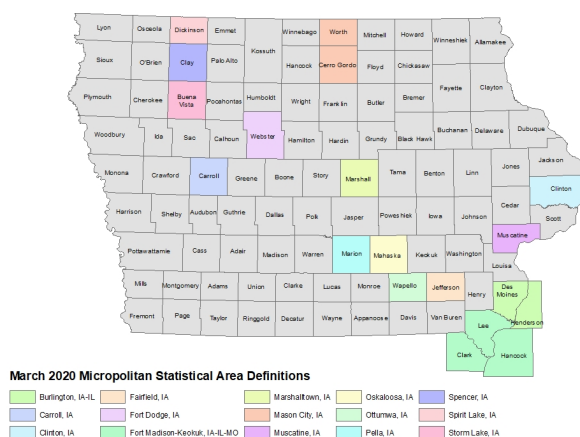 Lyon Osceola Dickinson Emmet Winnebago Worth Mitchell Howard Winneshiek Allamakee
Kossuth
Sioux O'Brien Clay Palo Alto Hancock Cerro Gordo Floyd Chickasaw
Plymouth Cherokee Buena Vista Pocahontas Humboldt Wright Franklin Butler Bremer Fayette Clayton
Woodbury Ida Sac Calhoun Webster Hamilton Hardin Grundy Black Hawk Buchanan Delaware Dubuque
Monona Crawford Carroll Greene Boone Story Marshall Tama Benton Linn Jones Jackson
Clinton
Harrison Shelby Audubon Guthrie Dallas Polk Jasper Poweshiek Iowa Johnson Cedar Scott
Muscatine
Pottawattamie Cass Adair Madison Warren Marion Mahaska Keokuk Washington Louisa
Mills Montgomery Adams Union Clarke Lucas Monroe Wapello Jefferson Henry Des Moines
Fremont Page Taylor Ringgold Decatur Wayne Appanoose Davis Van Buren Lee Henderson
Clark Hancock
March 2020 Micropolitan Statistical Area Definitions
Burlington, IA-IL Fairfield, IA Marshalltown, IA Oskaloosa, IA Spencer, IA
Carroll, IA Fort Dodge, IA Mason City, IA Ottumwa, IA Spirit Lake, IA
Clinton, IA Fort Madison-Keokuk, IA-IL-MO Muscatine, IA Pella, IA Storm Lake, IA